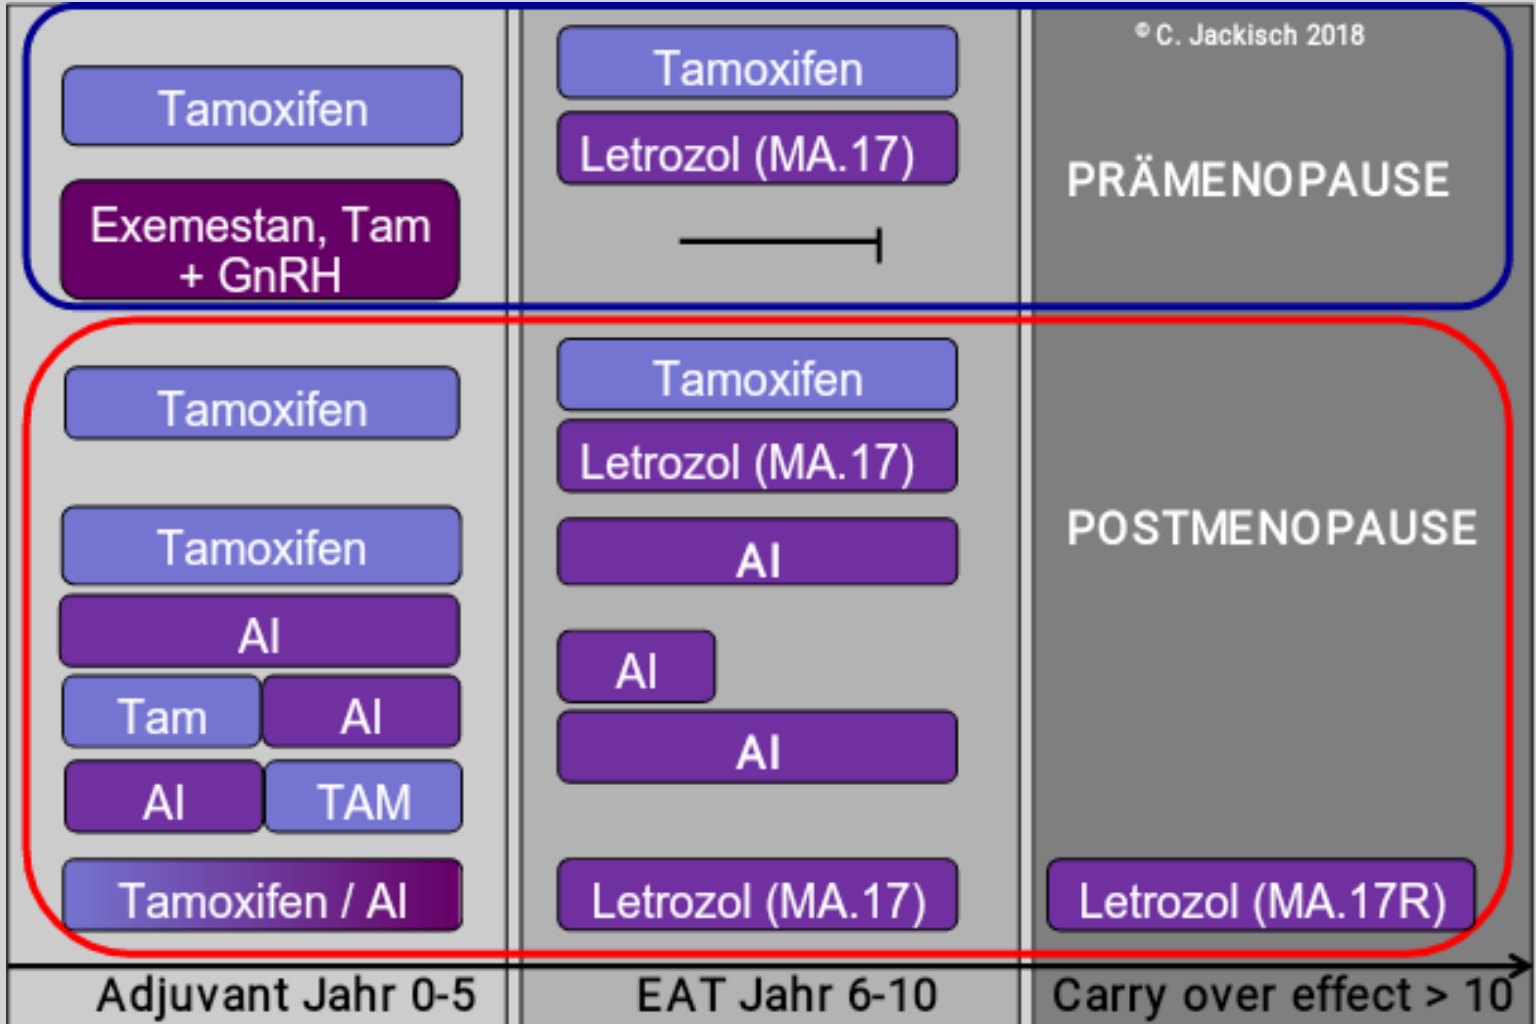 © C. Jackisch 2018
Tamoxifen
Exemestan, Tam
+ GnRH
Tamoxifen
Letrozol (MA.17)
PRÄMENOPAUSE
Tamoxifen
Tamoxifen
AI
Tam AI
AI TAM
Tamoxifen / AI
Tamoxifen
Letrozol (MA.17)
AI
AI
AI
Letrozol (MA.17)
POSTMENOPAUSE
Letrozol (MA.17R)
Adjuvant Jahr 0-5
EAT Jahr 6-10
Carry over effect > 10